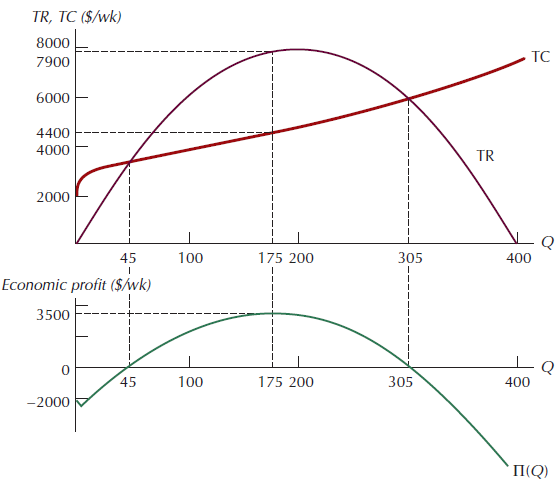 TR, TC ($/wk)
8000
7900
TC
6000
4400
4000
TR
2000
Q
45 100 175 200 305 400
Economic profit ($/wk)
3500
0
Q
45 100 175 200 305 400
−2000
Π(Q)